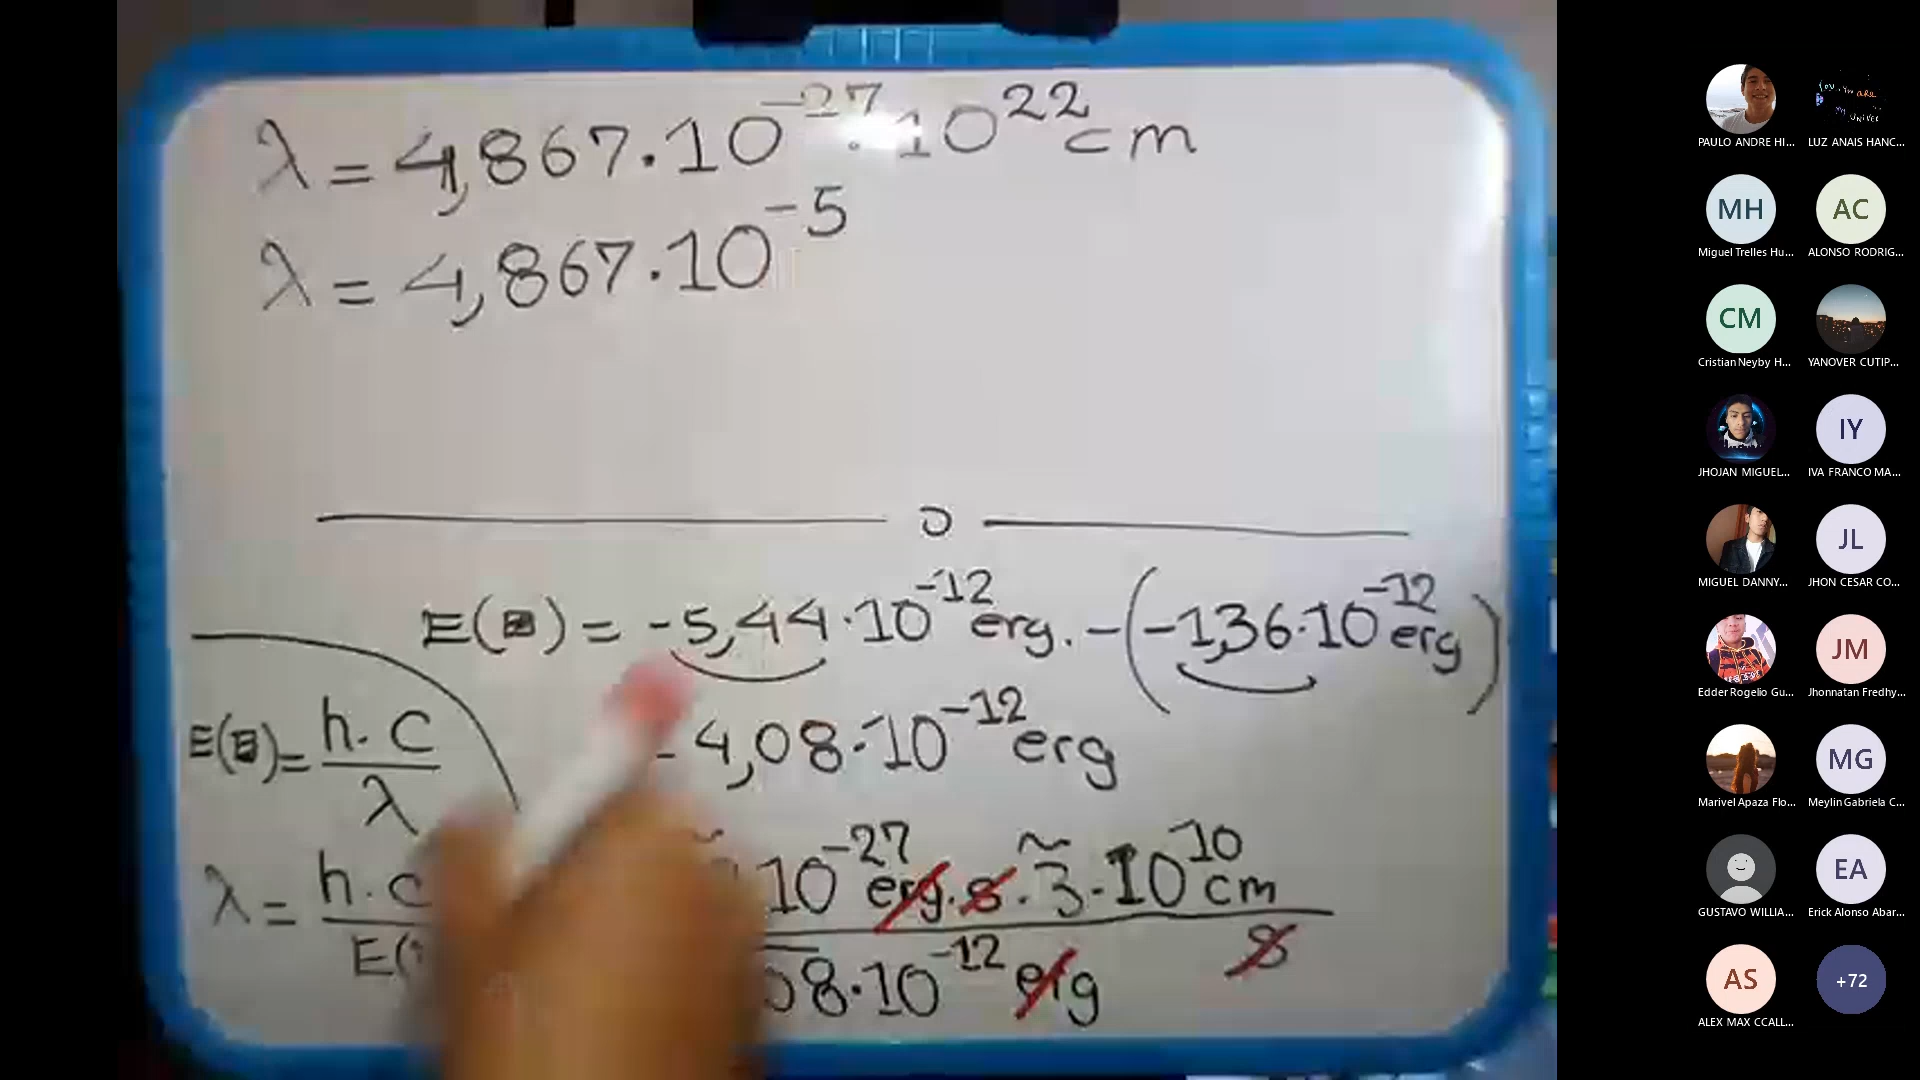 λ = 4,867·10⁻²⁷·10²² cm
λ = 4,867·10⁻⁵
E(B) = -5,44·10⁻¹² erg. -(-1,36·10⁻¹² erg)
E(B) = h·c / λ
- 4,08·10⁻¹² erg
λ = h·c / E(
10⁻²⁷ erg·s·3·10¹⁰ cm
s
08·10⁻¹² erg
PAULO ANDRE HI...
LUZ ANAIS HANC...
MH
AC
Miguel Trelles Hu...
ALONSO RODRIG...
CM
Cristian Neyby H...
YANOVER CUTIP...
IY
JHOJAN MIGUEL...
IVA FRANCO MA...
JL
MIGUEL DANNY...
JHON CESAR CO...
JM
Edder Rogelio Gu...
Jhonnatan Fredhy...
MG
Marivel Apaza Flo...
Meylin Gabriela C...
EA
GUSTAVO WILLIA...
Erick Alonso Abar...
AS
+72
ALEX MAX CCALL...